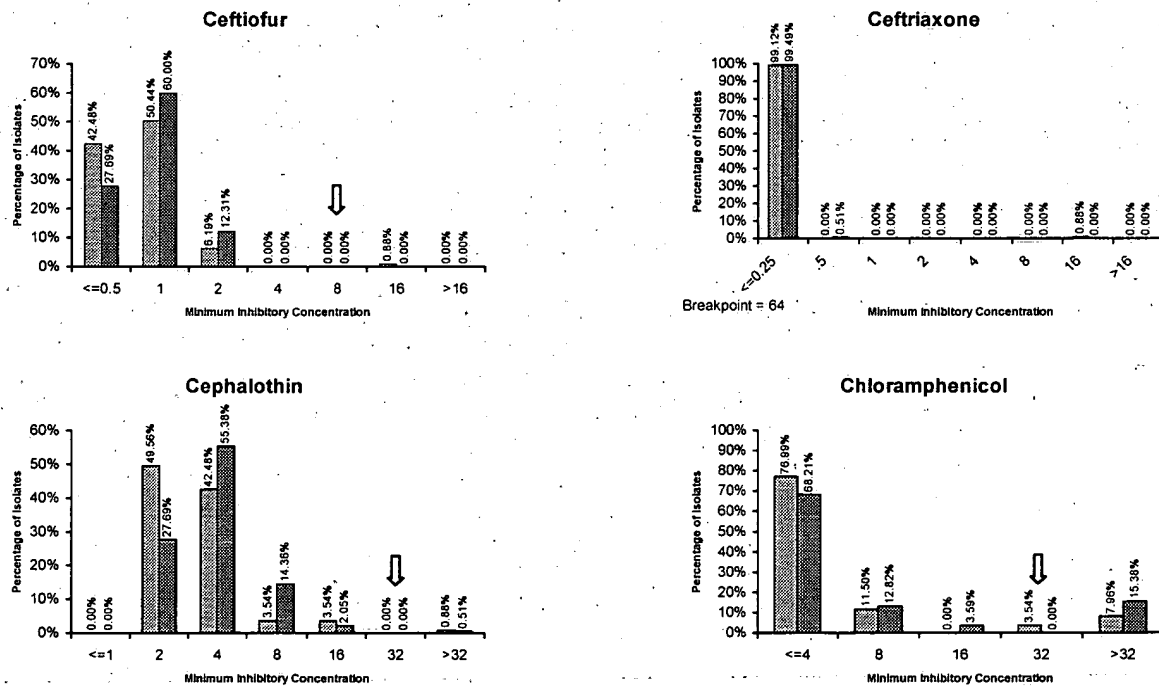 Ceftiofur
Percentage of Isolates
70%
60%
50%
40%
30%
20%
10%
0%
42.48% 27.69% 50.44% 60.00% 6.19% 12.31% 0.00% 0.00% 0.00% 0.00% 0.88% 0.00% 0.00% 0.00%
<=0.5 1 2 4 8 16 >16
Minimum Inhibitory Concentration
Ceftriaxone
Percentage of Isolates
100%
90%
80%
70%
60%
50%
40%
30%
20%
10%
0%
99.12% 99.49% 0.00% 0.51% 0.00% 0.00% 0.00% 0.00% 0.00% 0.00% 0.00% 0.00% 0.88% 0.00% 0.00% 0.00%
<=0.25 .5 1 2 4 8 16 >16
Breakpoint = 64
Minimum Inhibitory Concentration
Cephalothin
Percentage of Isolates
60%
50%
40%
30%
20%
10%
0%
0.00% 0.00% 49.56% 27.69% 42.48% 55.38% 3.54% 14.36% 3.54% 2.05% 0.00% 0.00% 0.88% 0.51%
<=1 2 4 8 16 32 >32
Minimum Inhibitory Concentration
Chloramphenicol
Percentage of Isolates
100%
90%
80%
70%
60%
50%
40%
30%
20%
10%
0%
76.99% 68.21% 11.50% 12.82% 0.00% 3.59% 3.54% 0.00% 7.96% 15.38%
<=4 8 16 32 >32
Minimum Inhibitory Concentration